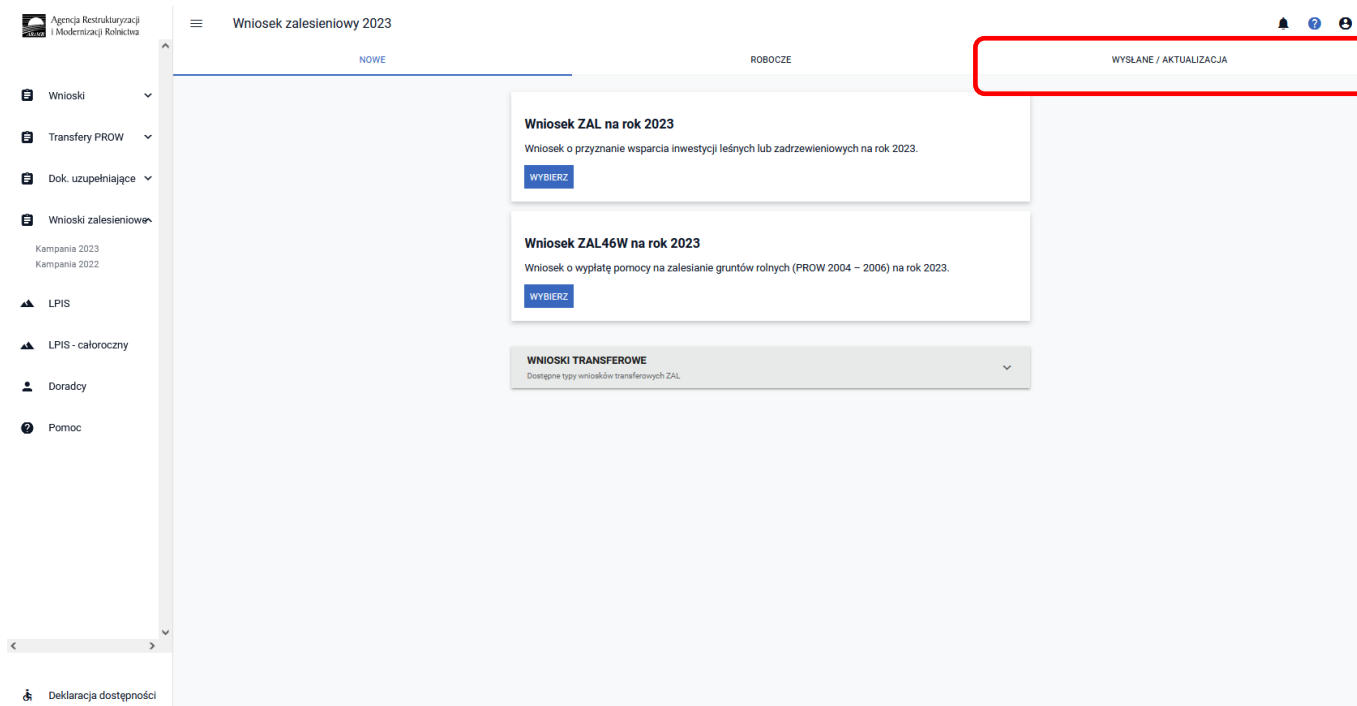 Agencja Restrukturyzacji
i Modernizacji Rolnictwa
Wniosek zalesieniowy 2023
NOWE
ROBOCZE
WYSŁANE / AKTUALIZACJA
Wnioski
Transfery PROW
Dok. uzupełniające
Wnioski zalesieniowe
Kampania 2023
Kampania 2022
LPIS
LPIS - całoroczny
Doradcy
Pomoc
Deklaracja dostępności
Wniosek ZAL na rok 2023
Wniosek o przyznanie wsparcia inwestycji leśnych lub zadrzewieniowych na rok 2023.
WYBIERZ
Wniosek ZAL46W na rok 2023
Wniosek o wypłatę pomocy na zalesianie gruntów rolnych (PROW 2004 – 2006) na rok 2023.
WYBIERZ
WNIOSKI TRANSFEROWE
Dostępne typy wniosków transferowych ZAL